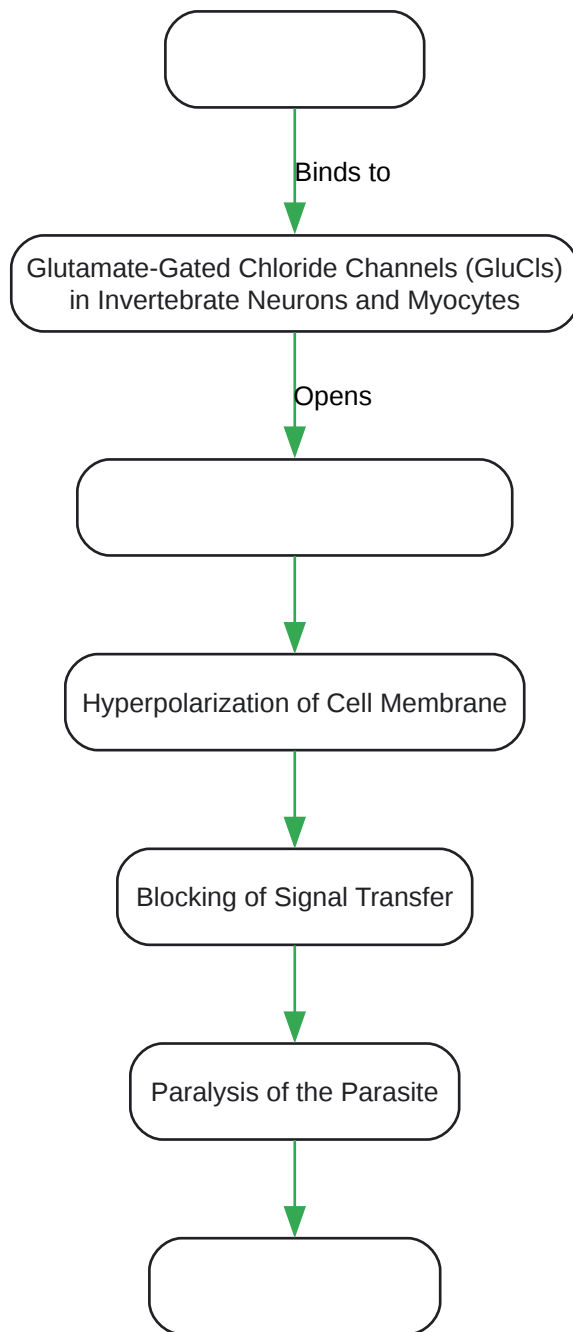 Binds to
Glutamate-Gated Chloride Channels (GluCls)
in Invertebrate Neurons and Myocytes
Opens
Hyperpolarization of Cell Membrane
Blocking of Signal Transfer
Paralysis of the Parasite